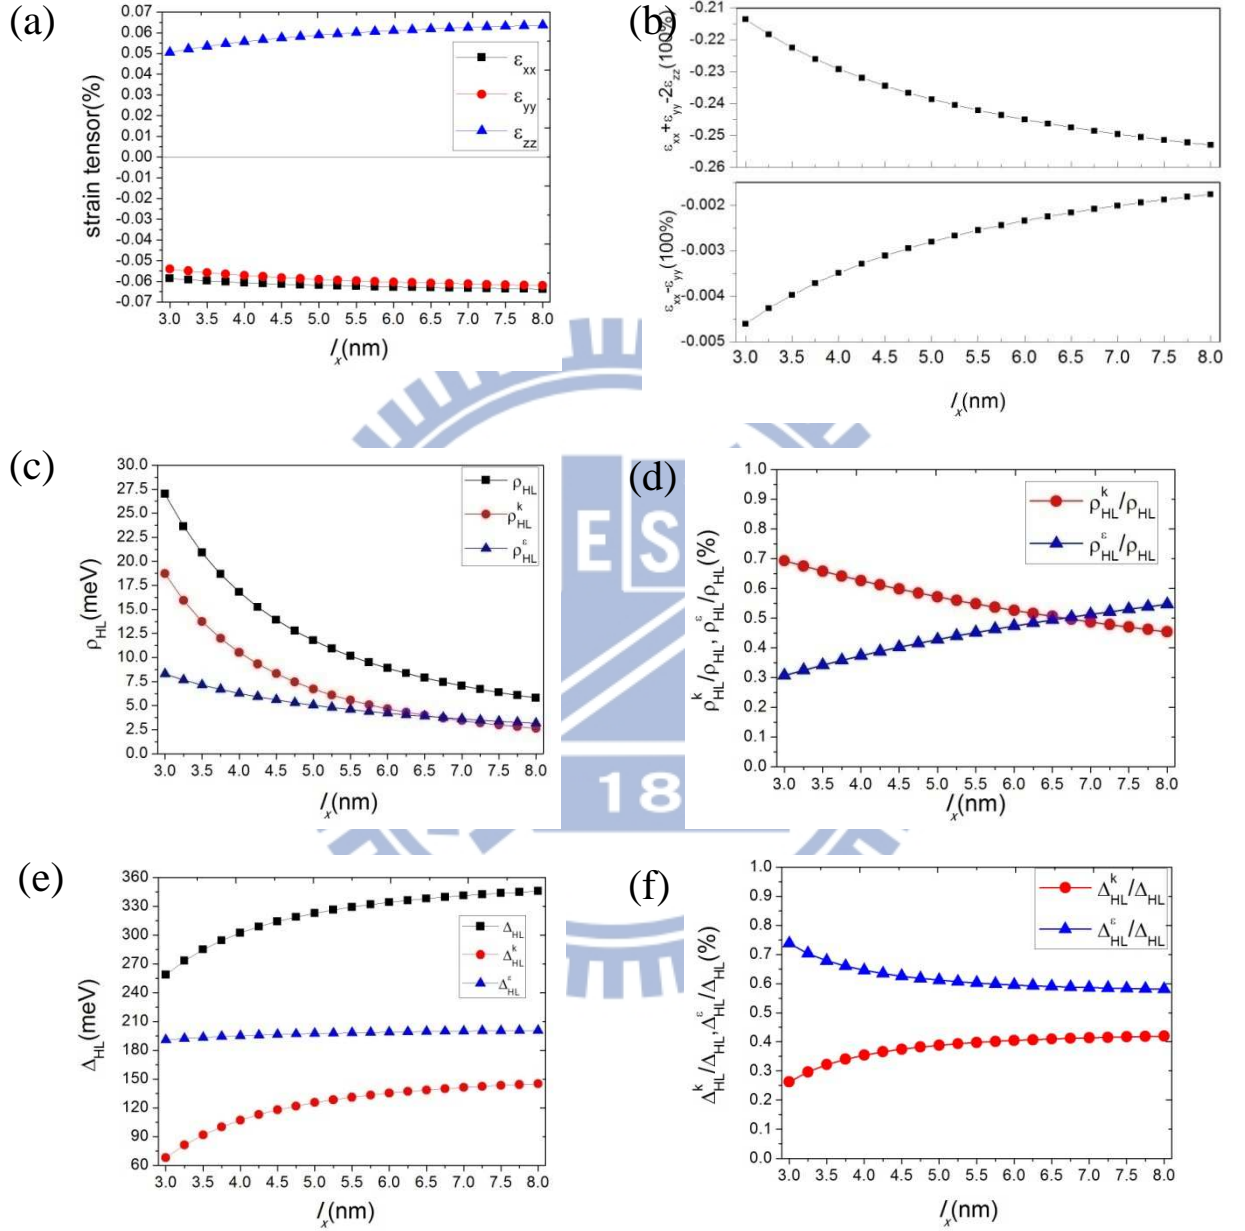 (a)
0.07
0.06
0.05
0.04
0.03
0.02
0.01
0.00
-0.01
-0.02
-0.03
-0.04
-0.05
-0.06
-0.07
strain tensor(%)
ε_xx
ε_yy
ε_zz
3.0 3.5 4.0 4.5 5.0 5.5 6.0 6.5 7.0 7.5 8.0
l_x(nm)
(b)
-0.21
-0.22
-0.23
-0.24
-0.25
-0.26
ε_xx+ε_yy-2ε_zz(100%)
-0.002
-0.003
-0.004
-0.005
ε_xx-ε_yy(100%)
3.0 3.5 4.0 4.5 5.0 5.5 6.0 6.5 7.0 7.5 8.0
l_x(nm)
(c)
30.0
27.5
25.0
22.5
20.0
17.5
15.0
12.5
10.0
7.5
5.0
2.5
0.0
ρ_HL(meV)
ρ_HL
ρ^k_HL
ρ^ε_HL
3.0 3.5 4.0 4.5 5.0 5.5 6.0 6.5 7.0 7.5 8.0
l_x(nm)
ES
18
(d)
1.0
0.9
0.8
0.7
0.6
0.5
0.4
0.3
0.2
0.1
0.0
ρ^k_HL/ρ_HL, ρ^ε_HL/ρ_HL(%)
ρ^k_HL/ρ_HL
ρ^ε_HL/ρ_HL
3.0 3.5 4.0 4.5 5.0 5.5 6.0 6.5 7.0 7.5 8.0
l_x(nm)
(e)
360
330
300
270
240
210
180
150
120
90
60
Δ_HL(meV)
Δ_HL
Δ^k_HL
Δ^ε_HL
3.0 3.5 4.0 4.5 5.0 5.5 6.0 6.5 7.0 7.5 8.0
l_x(nm)
(f)
1.0
0.9
0.8
0.7
0.6
0.5
0.4
0.3
0.2
0.1
0.0
Δ^k_HL/Δ_HL,Δ^ε_HL/Δ_HL(%)
Δ^k_HL/Δ_HL
Δ^ε_HL/Δ_HL
3.0 3.5 4.0 4.5 5.0 5.5 6.0 6.5 7.0 7.5 8.0
l_x(nm)